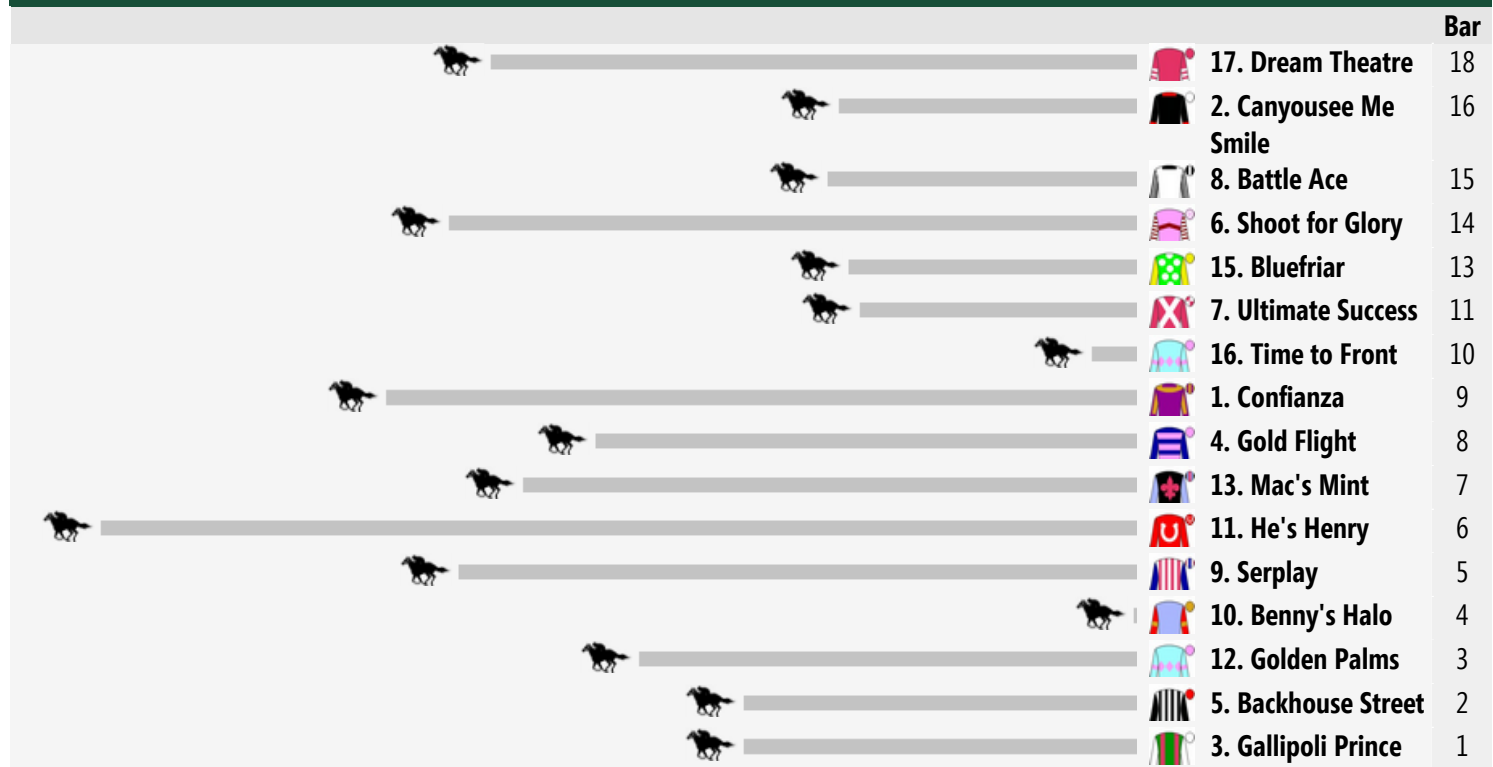 Bar
17. Dream Theatre 18
2. Canyousee Me 16
Smile
8. Battle Ace 15
6. Shoot for Glory 14
15. Bluefriar 13
7. Ultimate Success 11
16. Time to Front 10
1. Confianza 9
4. Gold Flight 8
13. Mac's Mint 7
11. He's Henry 6
9. Serplay 5
10. Benny's Halo 4
12. Golden Palms 3
5. Backhouse Street 2
3. Gallipoli Prince 1